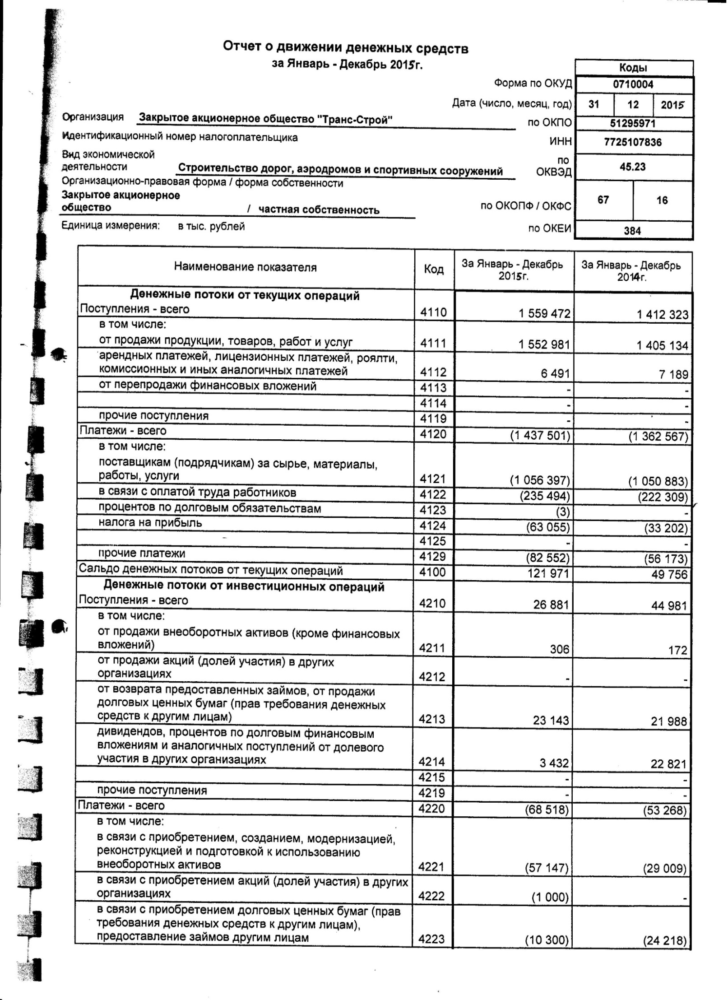 Отчет о движении денежных средств
за Январь - Декабрь 2015г.
Коды
Форма по ОКУД 0710004
Дата (число, месяц, год) 31 12 2015
Организация Закрытое акционерное общество "Транс-Строй" по ОКПО 51295971
Идентификационный номер налогоплательщика ИНН 7725107836
Вид экономической
деятельности Строительство дорог, аэродромов и спортивных сооружений по ОКВЭД 45.23
Организационно-правовая форма / форма собственности
Закрытое акционерное
общество / частная собственность по ОКОПФ / ОКФС 67 16
Единица измерения: в тыс. рублей по ОКЕИ 384
Наименование показателя Код За Январь - Декабрь 2015г. За Январь - Декабрь 2014г.
Денежные потоки от текущих операций
Поступления - всего 4110 1 559 472 1 412 323
в том числе:
от продажи продукции, товаров, работ и услуг 4111 1 552 981 1 405 134
арендных платежей, лицензионных платежей, роялти,
комиссионных и иных аналогичных платежей 4112 6 491 7 189
от перепродажи финансовых вложений 4113 - -
4114 - -
прочие поступления 4119 - -
Платежи - всего 4120 (1 437 501) (1 362 567)
в том числе:
поставщикам (подрядчикам) за сырье, материалы,
работы, услуги 4121 (1 056 397) (1 050 883)
в связи с оплатой труда работников 4122 (235 494) (222 309)
процентов по долговым обязательствам 4123 (3) -
налога на прибыль 4124 (63 055) (33 202)
4125 - -
прочие платежи 4129 (82 552) (56 173)
Сальдо денежных потоков от текущих операций 4100 121 971 49 756
Денежные потоки от инвестиционных операций
Поступления - всего 4210 26 881 44 981
в том числе:
от продажи внеоборотных активов (кроме финансовых
вложений) 4211 306 172
от продажи акций (долей участия) в других
организациях 4212 - -
от возврата предоставленных займов, от продажи
долговых ценных бумаг (прав требования денежных
средств к другим лицам) 4213 23 143 21 988
дивидендов, процентов по долговым финансовым
вложениям и аналогичных поступлений от долевого
участия в других организациях 4214 3 432 22 821
4215 - -
прочие поступления 4219 - -
Платежи - всего 4220 (68 518) (53 268)
в том числе:
в связи с приобретением, созданием, модернизацией,
реконструкцией и подготовкой к использованию
внеоборотных активов 4221 (57 147) (29 009)
в связи с приобретением акций (долей участия) в других
организациях 4222 (1 000) -
в связи с приобретением долговых ценных бумаг (прав
требования денежных средств к другим лицам),
предоставление займов другим лицам 4223 (10 300) (24 218)